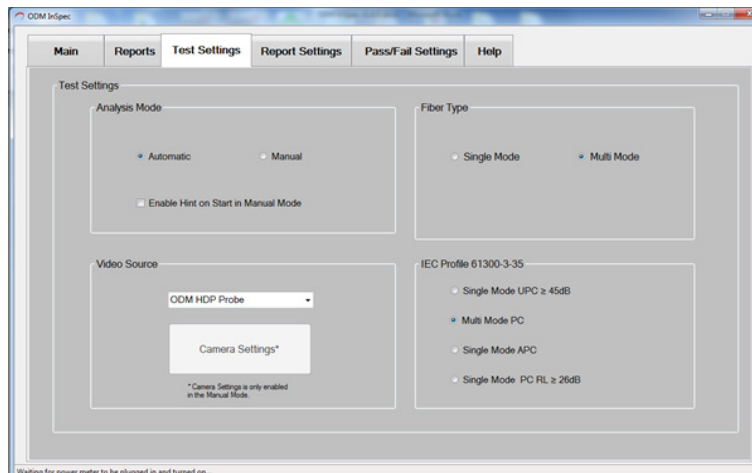 ODM InSpec
Main Reports Test Settings Report Settings Pass/Fail Settings Help
Test Settings
Analysis Mode
Automatic Manual
Enable Hint on Start in Manual Mode
Fiber Type
Single Mode Multi Mode
Video Source
ODM HDP Probe
Camera Settings*
* Camera Settings is only enabled
in the Manual Mode.
IEC Profile 61300-3-35
Single Mode UPC ≥ 45dB
Multi Mode PC
Single Mode APC
Single Mode PC RL ≥ 26dB
Waiting for power meter to be plugged in and turned on...